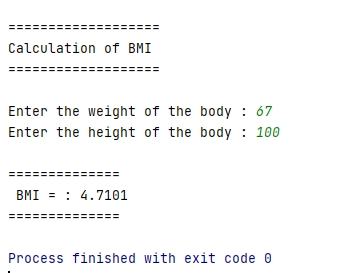 ===================
Calculation of BMI
===================
Enter the weight of the body : 67
Enter the height of the body : 100
==============
BMI = : 4.7101
==============
Process finished with exit code 0